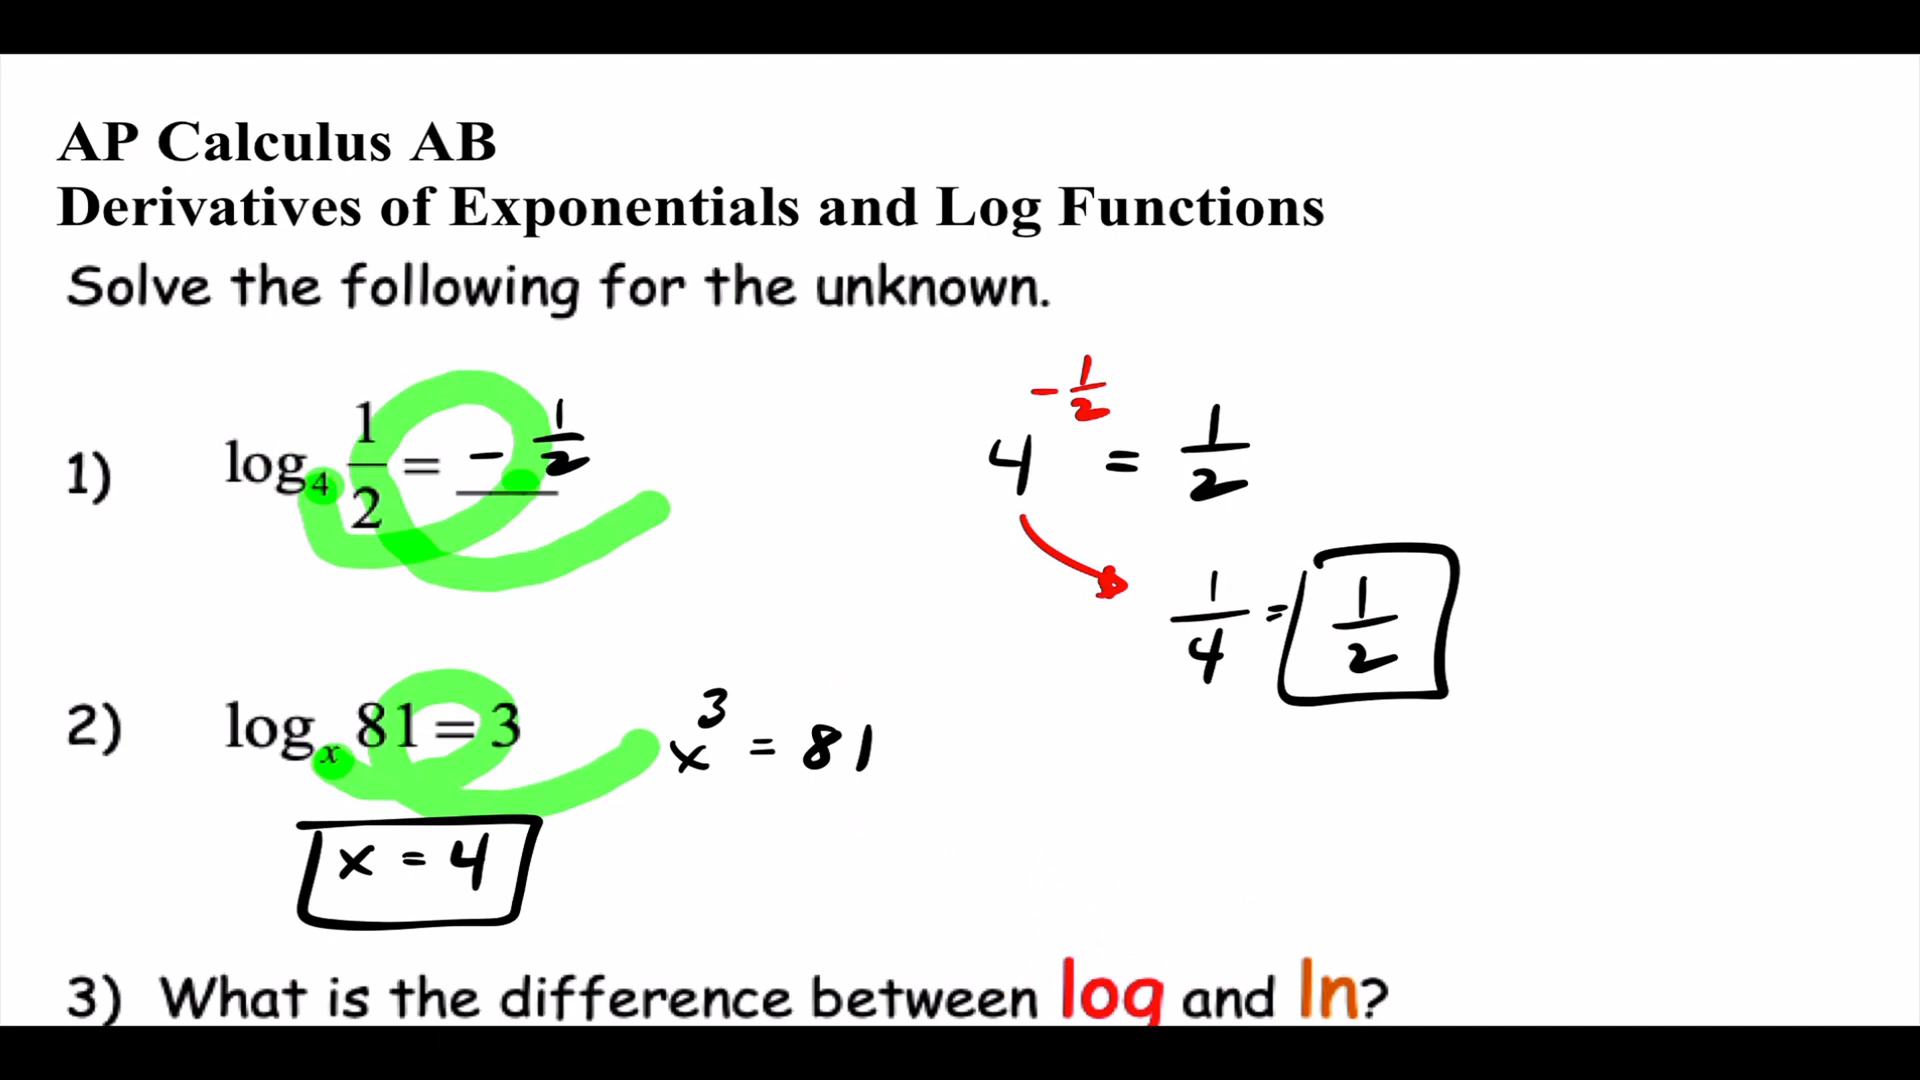 AP Calculus AB
Derivatives of Exponentials and Log Functions
Solve the following for the unknown.
1) log₄ 1/2 = - 1/2
4^(-1/2) = 1/2
1/4 = 1/2
2) logₓ 81 = 3
x³ = 81
x = 4
3) What is the difference between log and ln?